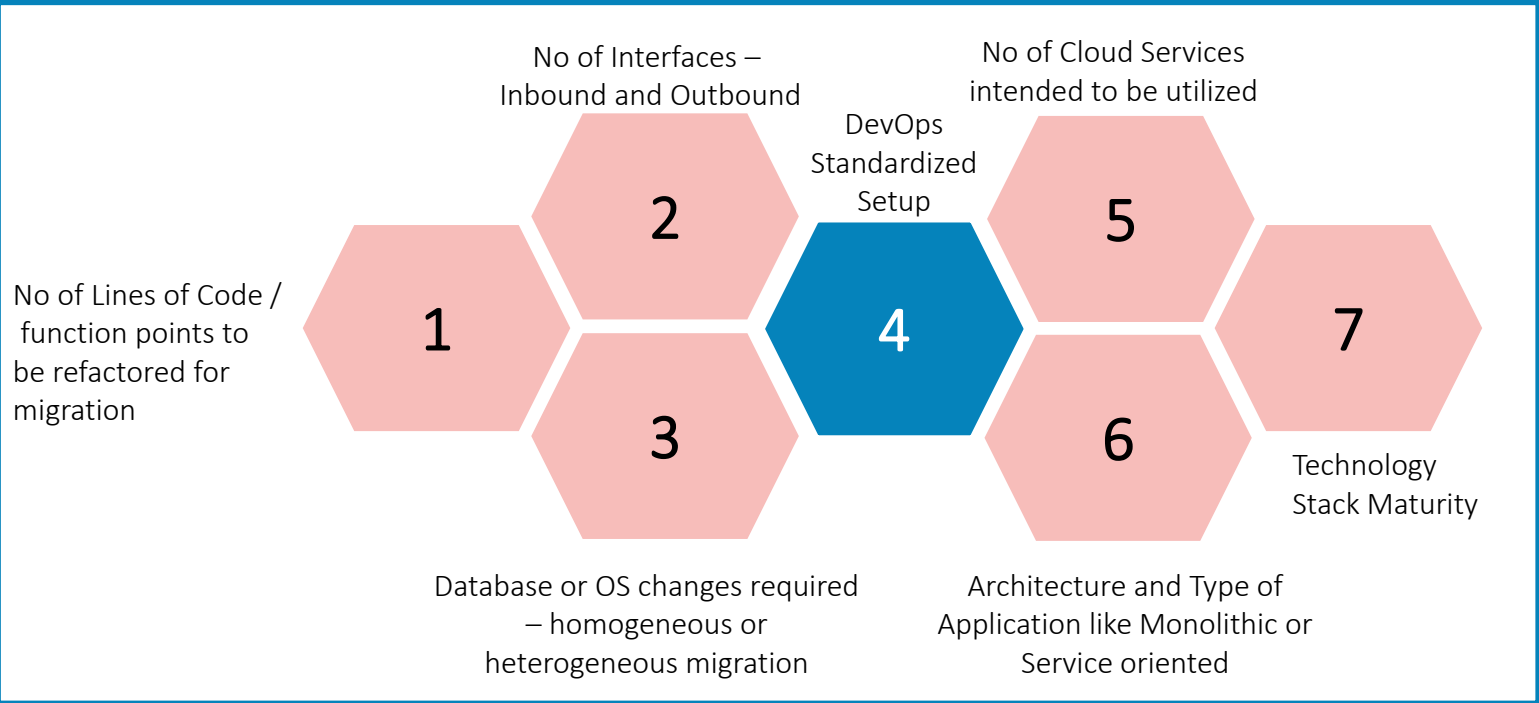 No of Lines of Code /
function points to
be refactored for
migration
1
No of Interfaces –
Inbound and Outbound
2
3
Database or OS changes required
– homogeneous or
heterogeneous migration
DevOps
Standardized
Setup
4
No of Cloud Services
intended to be utilized
5
6
Architecture and Type of
Application like Monolithic or
Service oriented
7
Technology
Stack Maturity